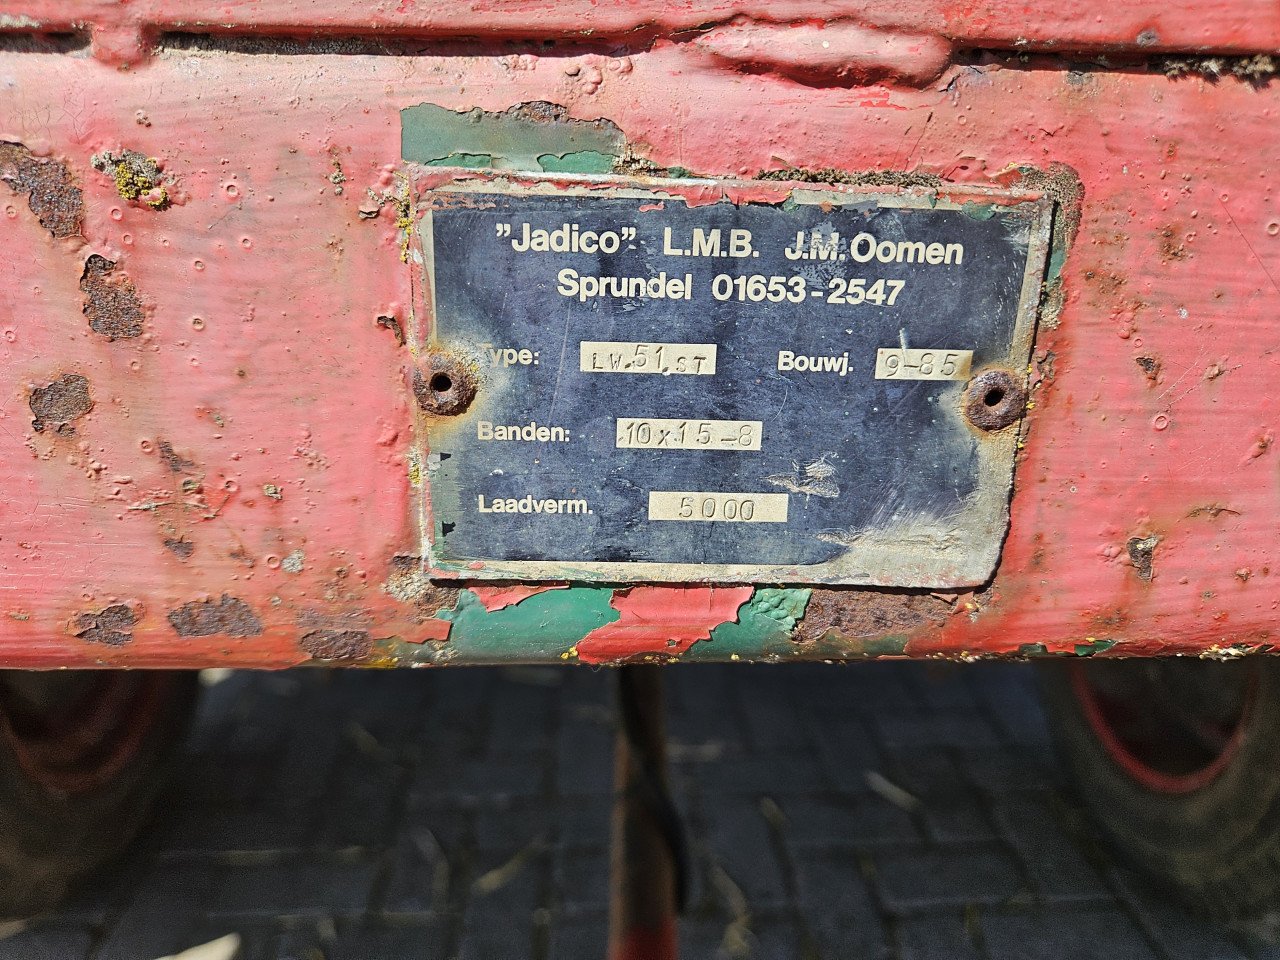 "Jadico" L.M.B. J.M. Oomen
Sprundel 01653-2547
Type: LW.51.ST Bouwj. 9-85
Banden: 10x15-8
Laadverm. 5000